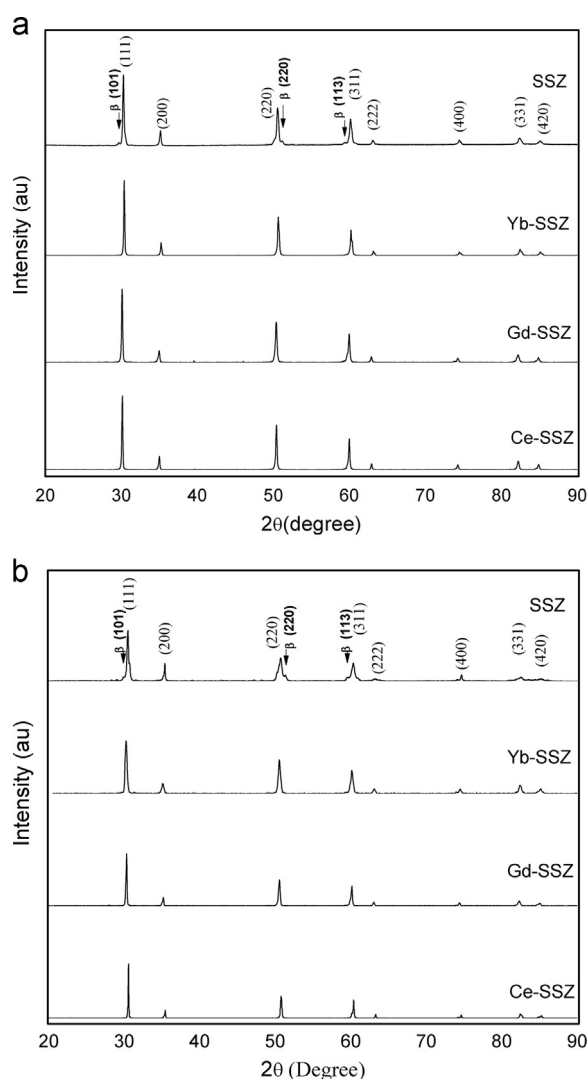 a
Intensity (au)
β (101)
(111)
(200)
(220)
β (220)
β (113)
(311)
(222)
(400)
(331)
(420)
SSZ
Yb-SSZ
Gd-SSZ
Ce-SSZ
20 30 40 50 60 70 80 90
2θ(degree)
b
Intensity (au)
β (101)
(111)
(200)
(220)
β (220)
β (113)
(311)
(222)
(400)
(331)
(420)
SSZ
Yb-SSZ
Gd-SSZ
Ce-SSZ
20 30 40 50 60 70 80 90
2θ (Degree)